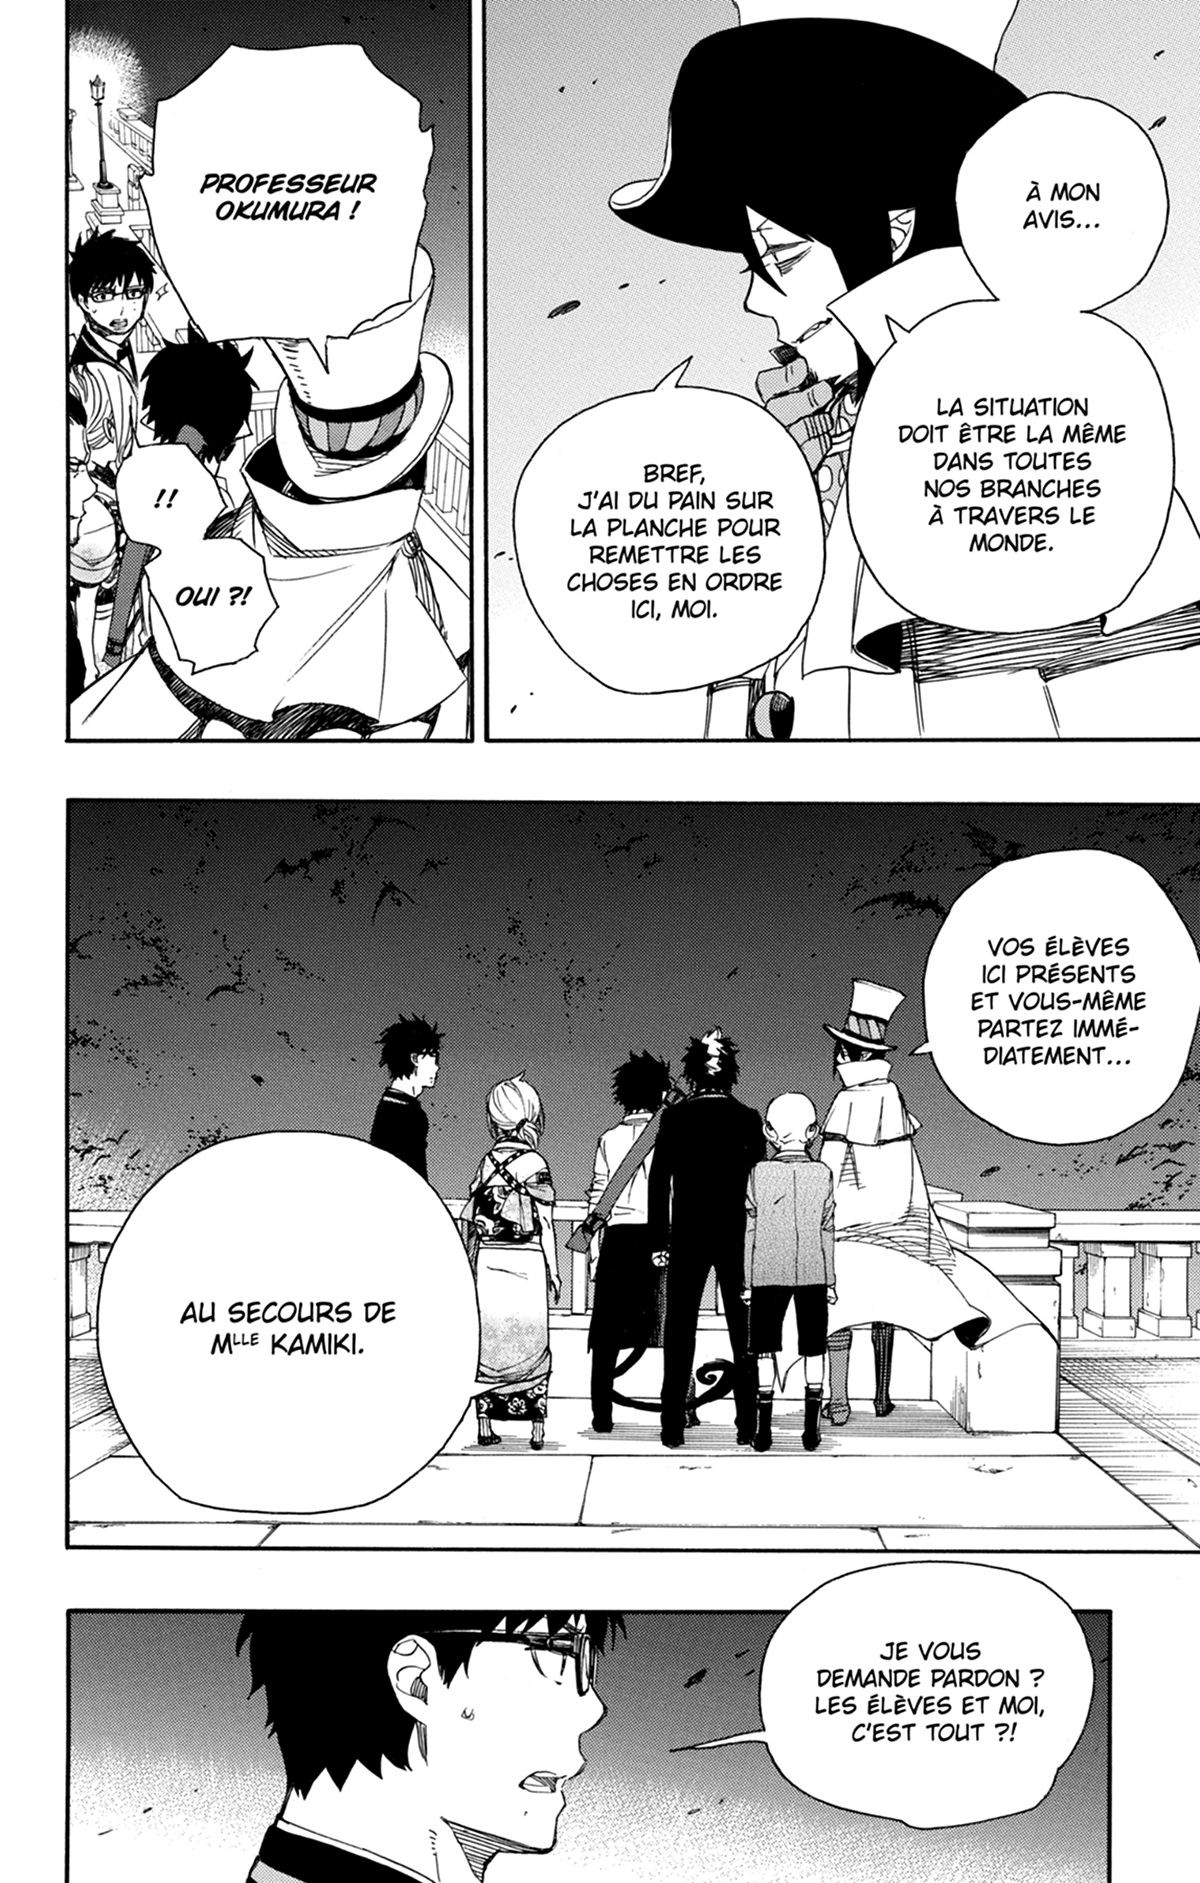 À MON
AVIS...
LA SITUATION
DOIT ÊTRE LA MÊME
DANS TOUTES
NOS BRANCHES
À TRAVERS LE
MONDE.
BREF,
J'AI DU PAIN SUR
LA PLANCHE POUR
REMETTRE LES
CHOSES EN ORDRE
ICI, MOI.
PROFESSEUR
OKUMURA !
!!
OUI ?!
VOS ÉLÈVES
ICI PRÉSENTS
ET VOUS-MÊME
PARTEZ IMMÉ-
DIATEMENT...
AU SECOURS DE
MLLE KAMIKI.
JE VOUS
DEMANDE PARDON ?
LES ÉLÈVES ET MOI,
C'EST TOUT ?!